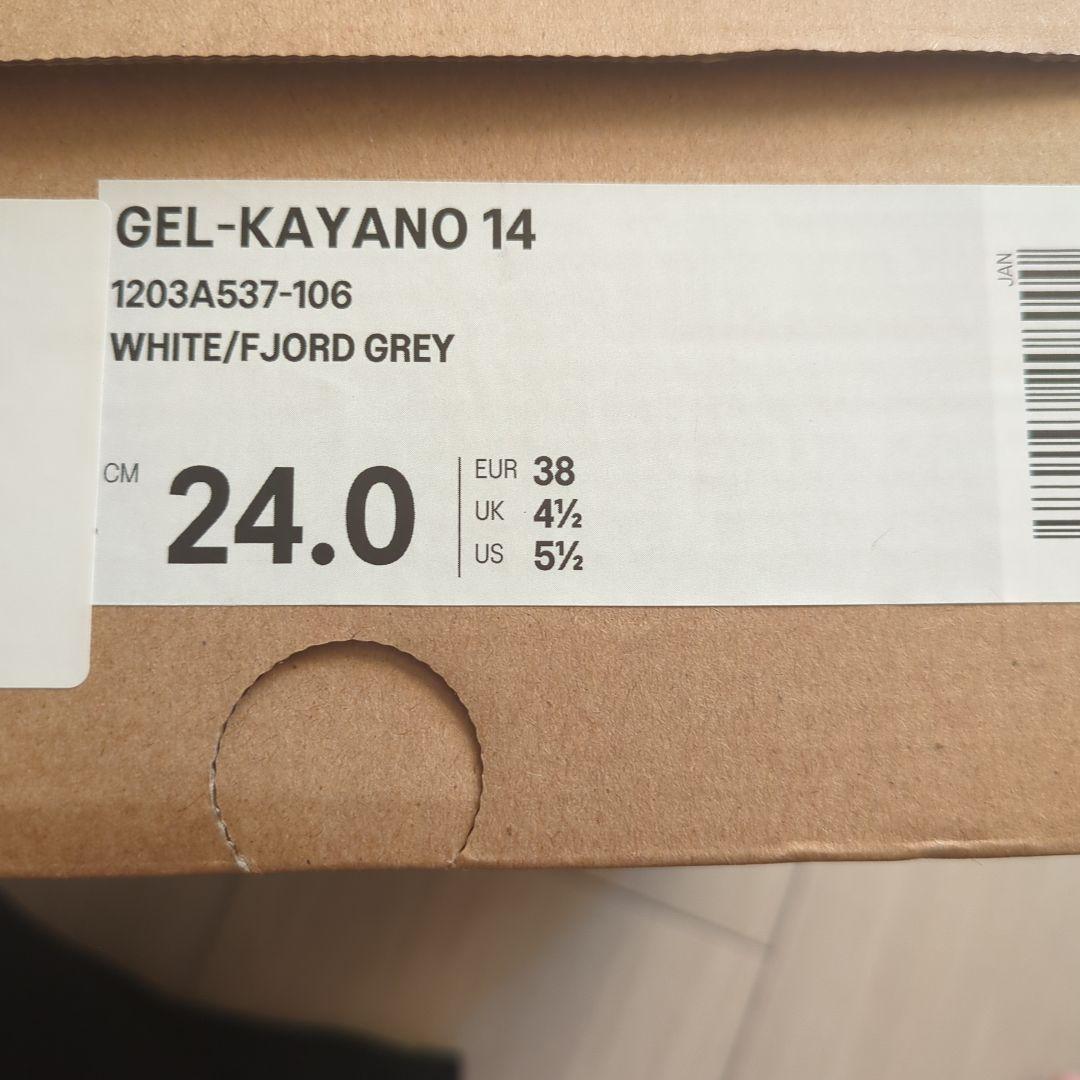 GEL-KAYANO 14
1203A537-106
WHITE/FJORD GREY
CM 24.0
EUR 38
UK 4½
US 5½
JAN